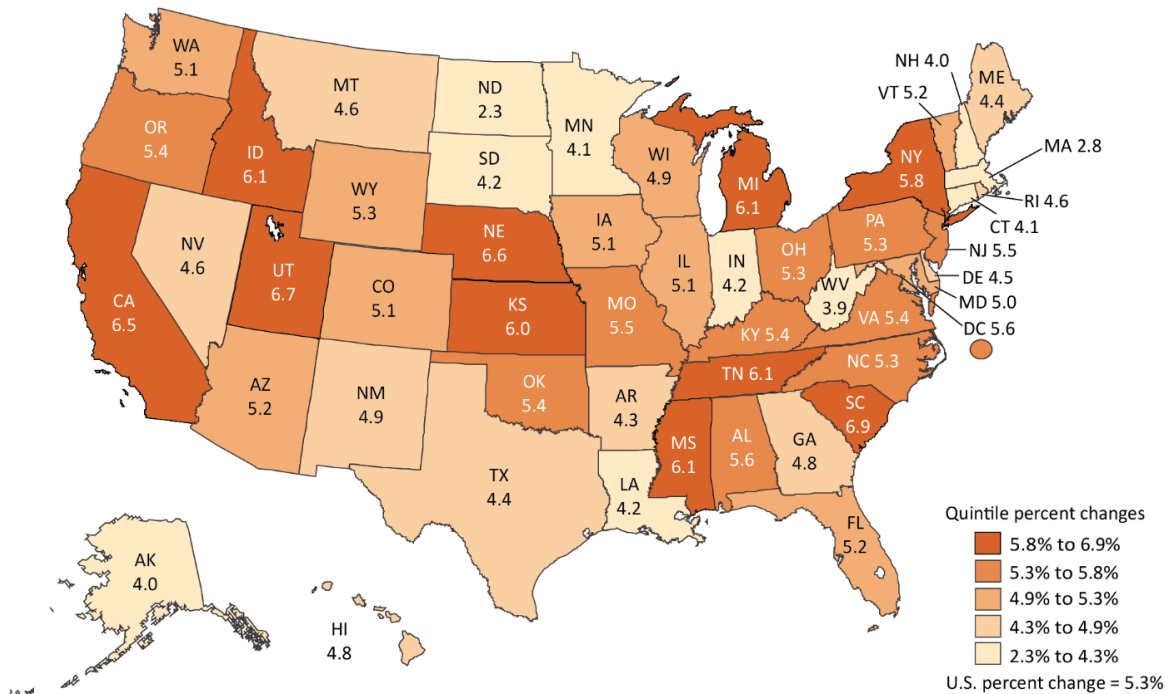 WA
5.1
OR
5.4
CA
6.5
ID
6.1
NV
4.6
MT
4.6
WY
5.3
UT
6.7
CO
5.1
AZ
5.2
NM
4.9
ND
2.3
SD
4.2
NE
6.6
KS
6.0
OK
5.4
TX
4.4
MN
4.1
IA
5.1
MO
5.5
AR
4.3
LA
4.2
WI
4.9
IL
5.1
MI
6.1
IN
4.2
OH
5.3
KY 5.4
TN 6.1
MS
6.1
AL
5.6
GA
4.8
FL
5.2
SC
6.9
NC 5.3
VA 5.4
WV
3.9
PA
5.3
NY
5.8
VT 5.2
NH 4.0
ME
4.4
MA 2.8
RI 4.6
CT 4.1
NJ 5.5
DE 4.5
MD 5.0
DC 5.6
AK
4.0
HI
4.8
Quintile percent changes
5.8% to 6.9%
5.3% to 5.8%
4.9% to 5.3%
4.3% to 4.9%
2.3% to 4.3%
U.S. percent change = 5.3%